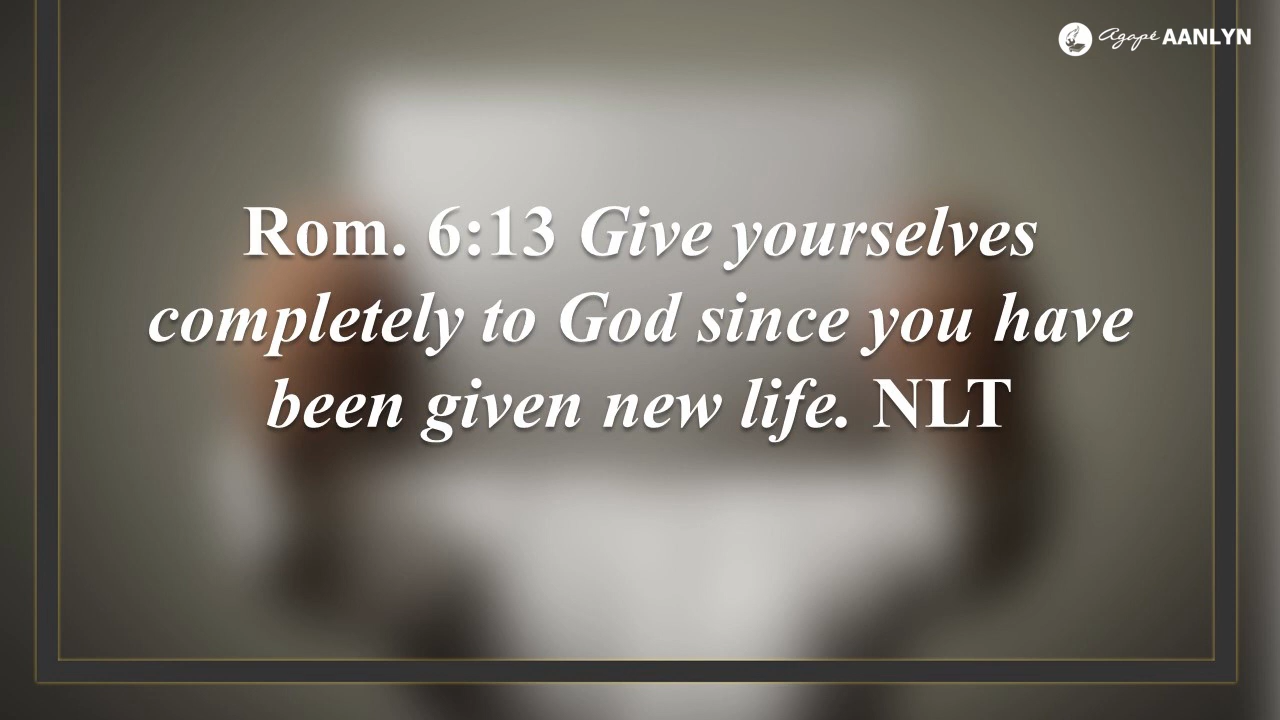 Agapé AANLYN
Rom. 6:13 Give yourselves
completely to God since you have
been given new life. NLT